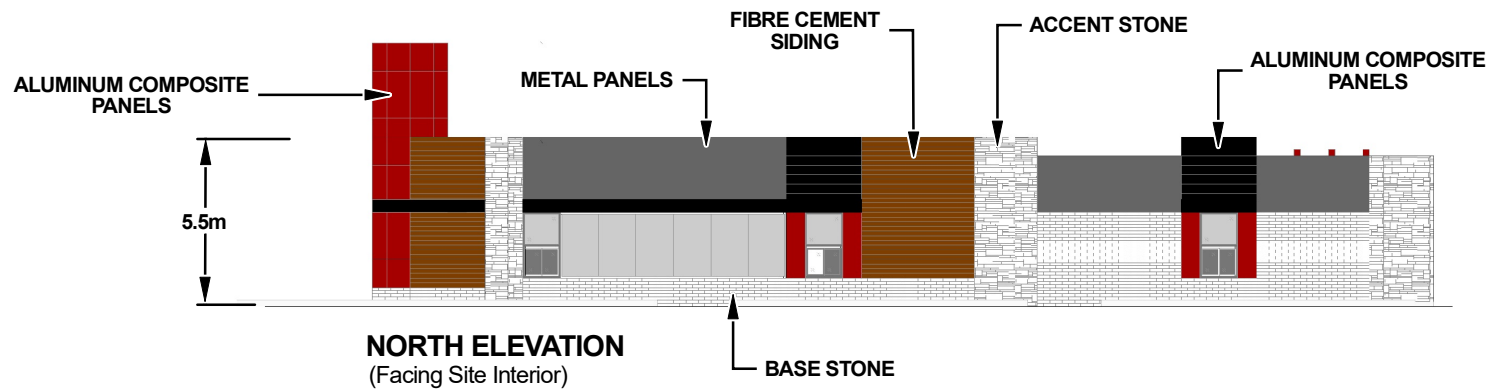 FIBRE CEMENT
SIDING
ACCENT STONE
ALUMINUM COMPOSITE
PANELS
METAL PANELS
ALUMINUM COMPOSITE
PANELS
5.5m
NORTH ELEVATION
(Facing Site Interior)
BASE STONE